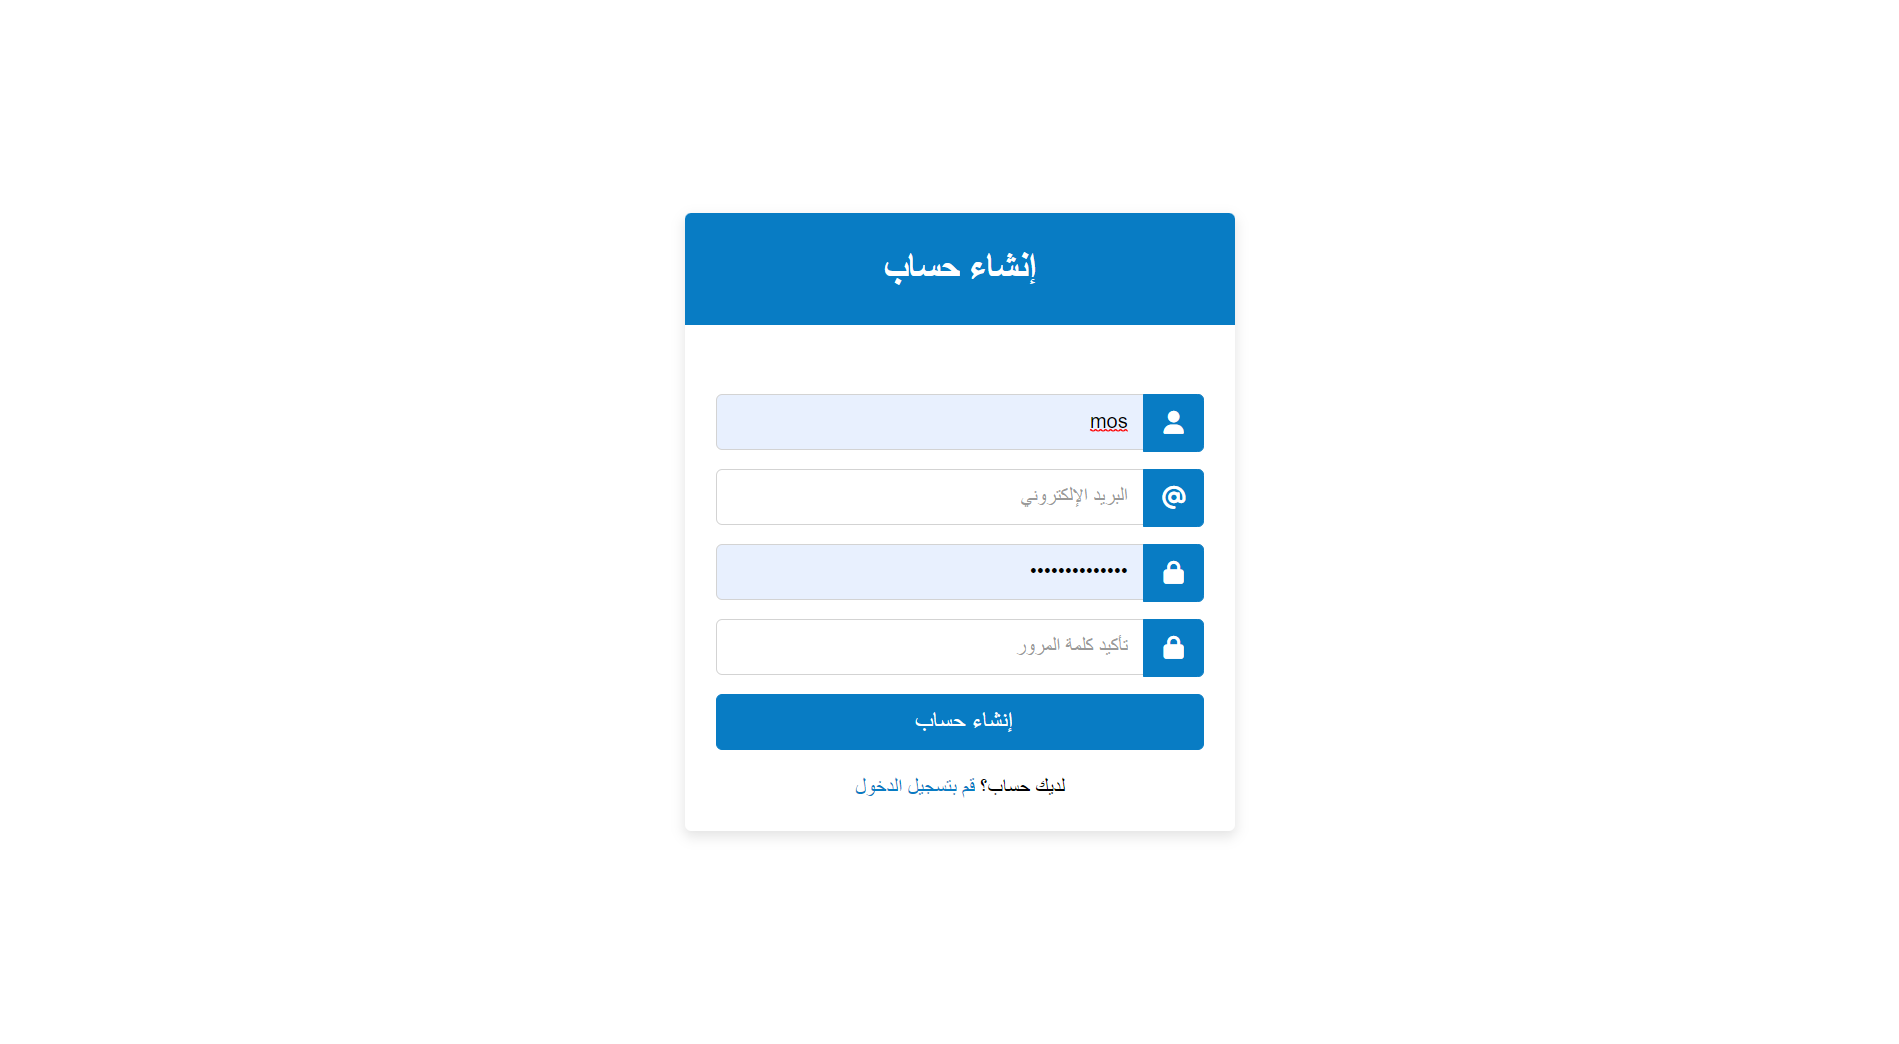 إنشاء حساب
mos
البريد الإلكتروني
••••••••••••••
تأكيد كلمة المرور
إنشاء حساب
لديك حساب؟ قم بتسجيل الدخول